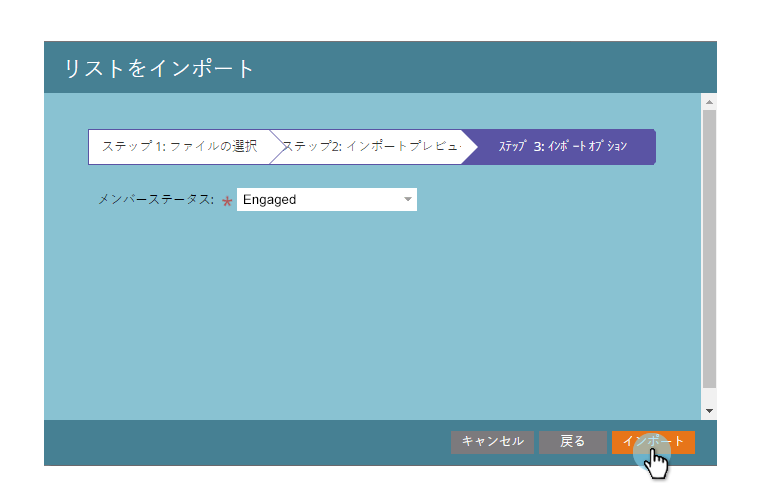 リストをインポート
ステップ 1: ファイルの選択
ステップ2: インポートプレビュ
ｽﾃｯﾌﾟ 3: ｲﾝﾎﾟｰﾄｵﾌﾟｼｮﾝ
メンバーステータス: * Engaged
キャンセル 戻る インポート